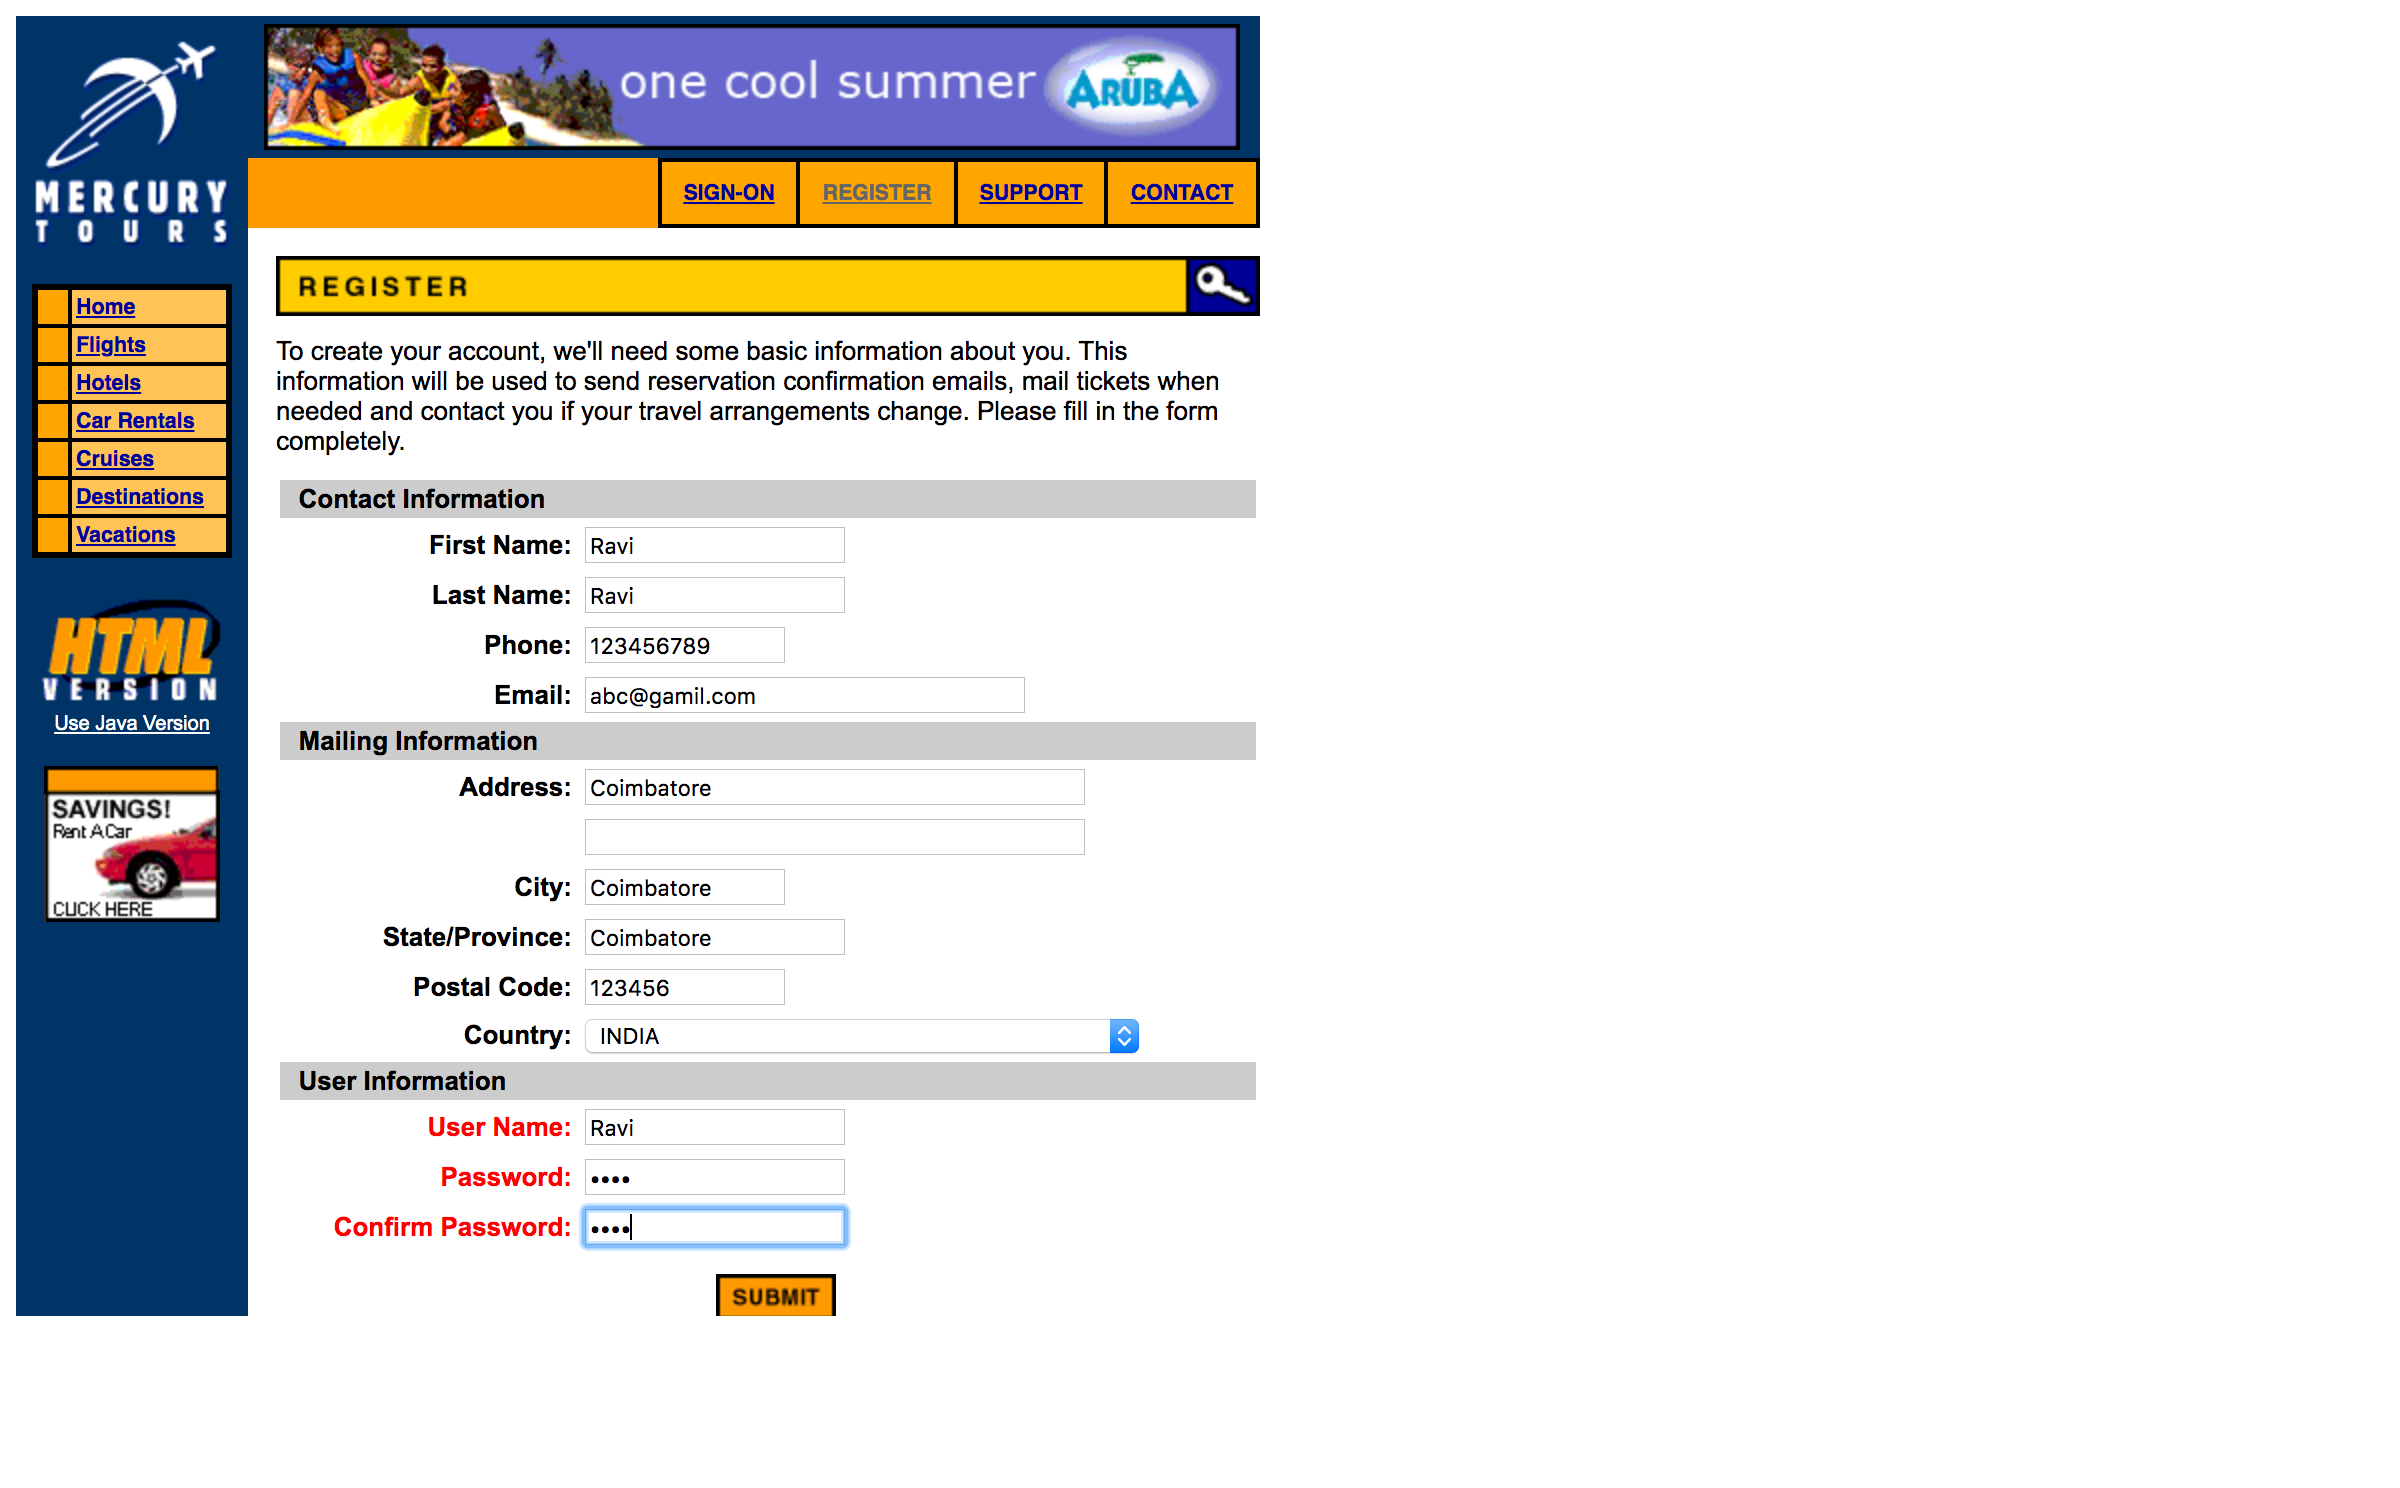 MERCURY
TOURS
one cool summer ARUBA
SIGN-ON REGISTER SUPPORT CONTACT
Home
Flights
Hotels
Car Rentals
Cruises
Destinations
Vacations
HTML
VERSION
Use Java Version
SAVINGS!
Rent A Car
CLICK HERE
REGISTER
To create your account, we'll need some basic information about you. This
information will be used to send reservation confirmation emails, mail tickets when
needed and contact you if your travel arrangements change. Please fill in the form
completely.
Contact Information
First Name: Ravi
Last Name: Ravi
Phone: 123456789
Email: abc@gamil.com
Mailing Information
Address: Coimbatore
City: Coimbatore
State/Province: Coimbatore
Postal Code: 123456
Country: INDIA
User Information
User Name: Ravi
Password: ••••
Confirm Password: ••••
SUBMIT